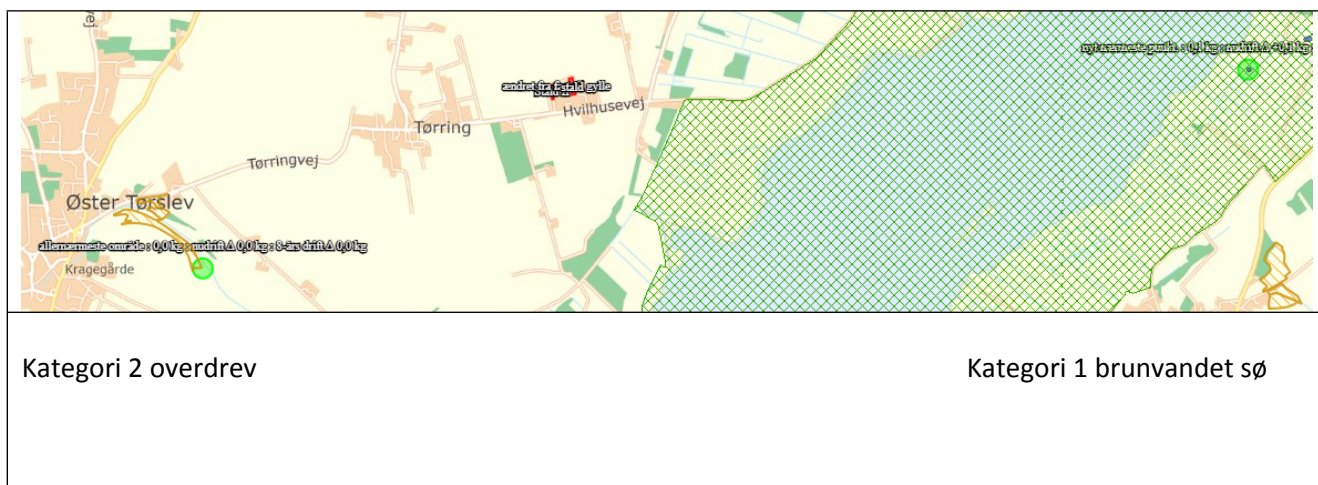 nyt nærmeste punkt. : 0,1 kg : nudrift Δ +0,1 kg :
ændret fra f stald gylle
Stald
Hvilhusevej
Tørring
Tørringvej
Øster Tørslev
allernærmeste område : 0,0 kg : nudrift Δ 0,0 kg : 8-års drift Δ 0,0 kg
Kragegårde
Kategori 2 overdrev
Kategori 1 brunvandet sø